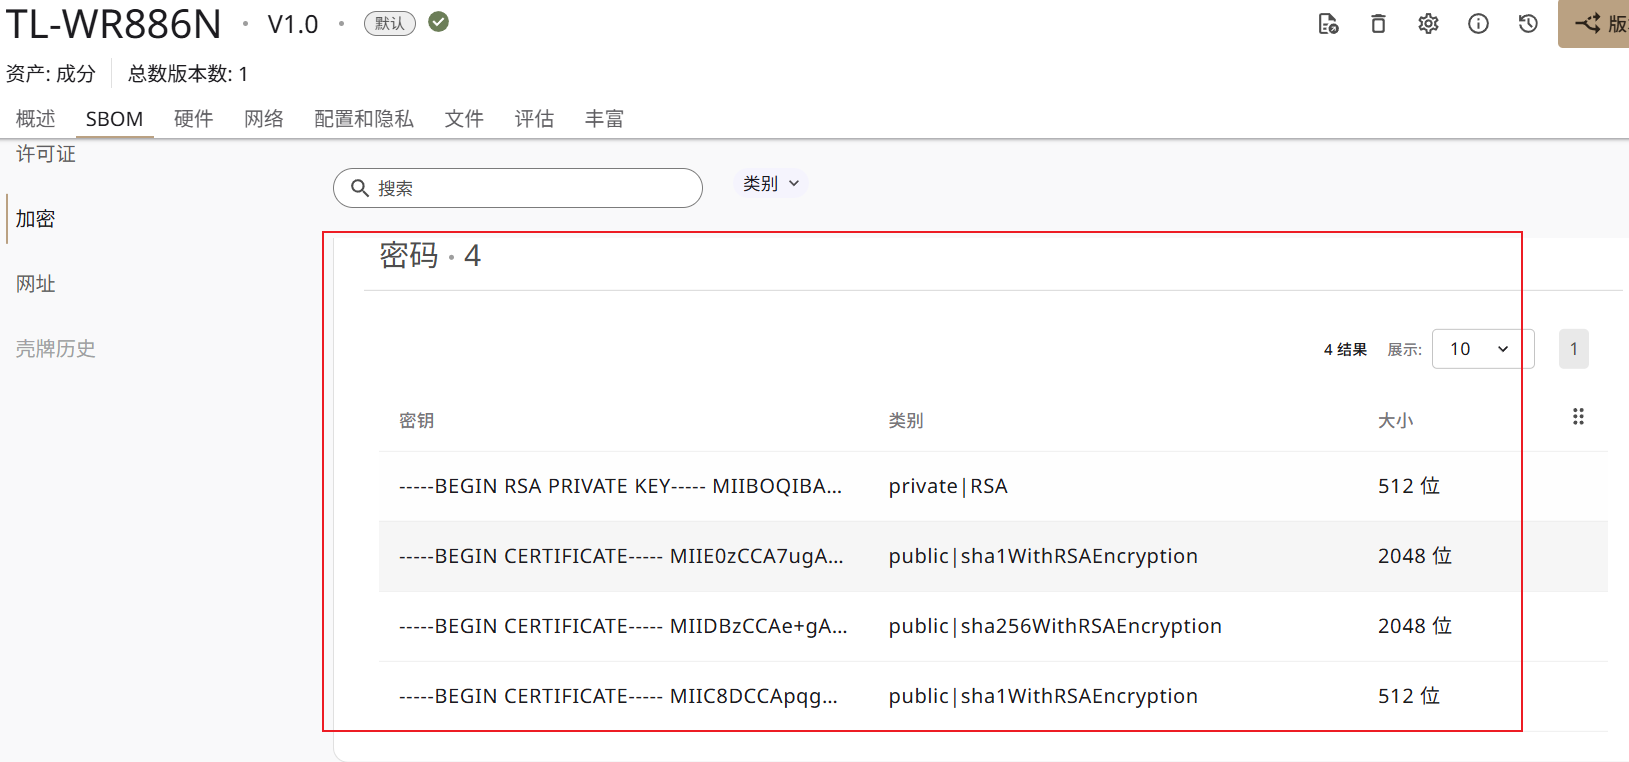 TL-WR886N • V1.0 • 默认
版
资产: 成分 总数版本数: 1
概述 SBOM 硬件 网络 配置和隐私 文件 评估 丰富
许可证
加密
网址
壳牌历史
搜索 类别
密码 • 4
4 结果 展示: 10 1
密钥 类别 大小
-----BEGIN RSA PRIVATE KEY----- MIIBOQIBA... private|RSA 512 位
-----BEGIN CERTIFICATE----- MIIE0zCCA7ugA... public|sha1WithRSAEncryption 2048 位
-----BEGIN CERTIFICATE----- MIIDBzCCAe+gA... public|sha256WithRSAEncryption 2048 位
-----BEGIN CERTIFICATE----- MIIC8DCCApqg... public|sha1WithRSAEncryption 512 位